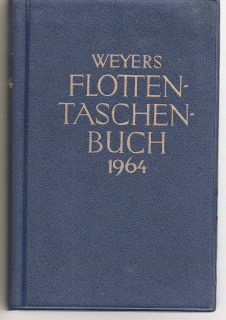 WEYERS
FLOTTEN-
TASCHEN-
BUCH
1964